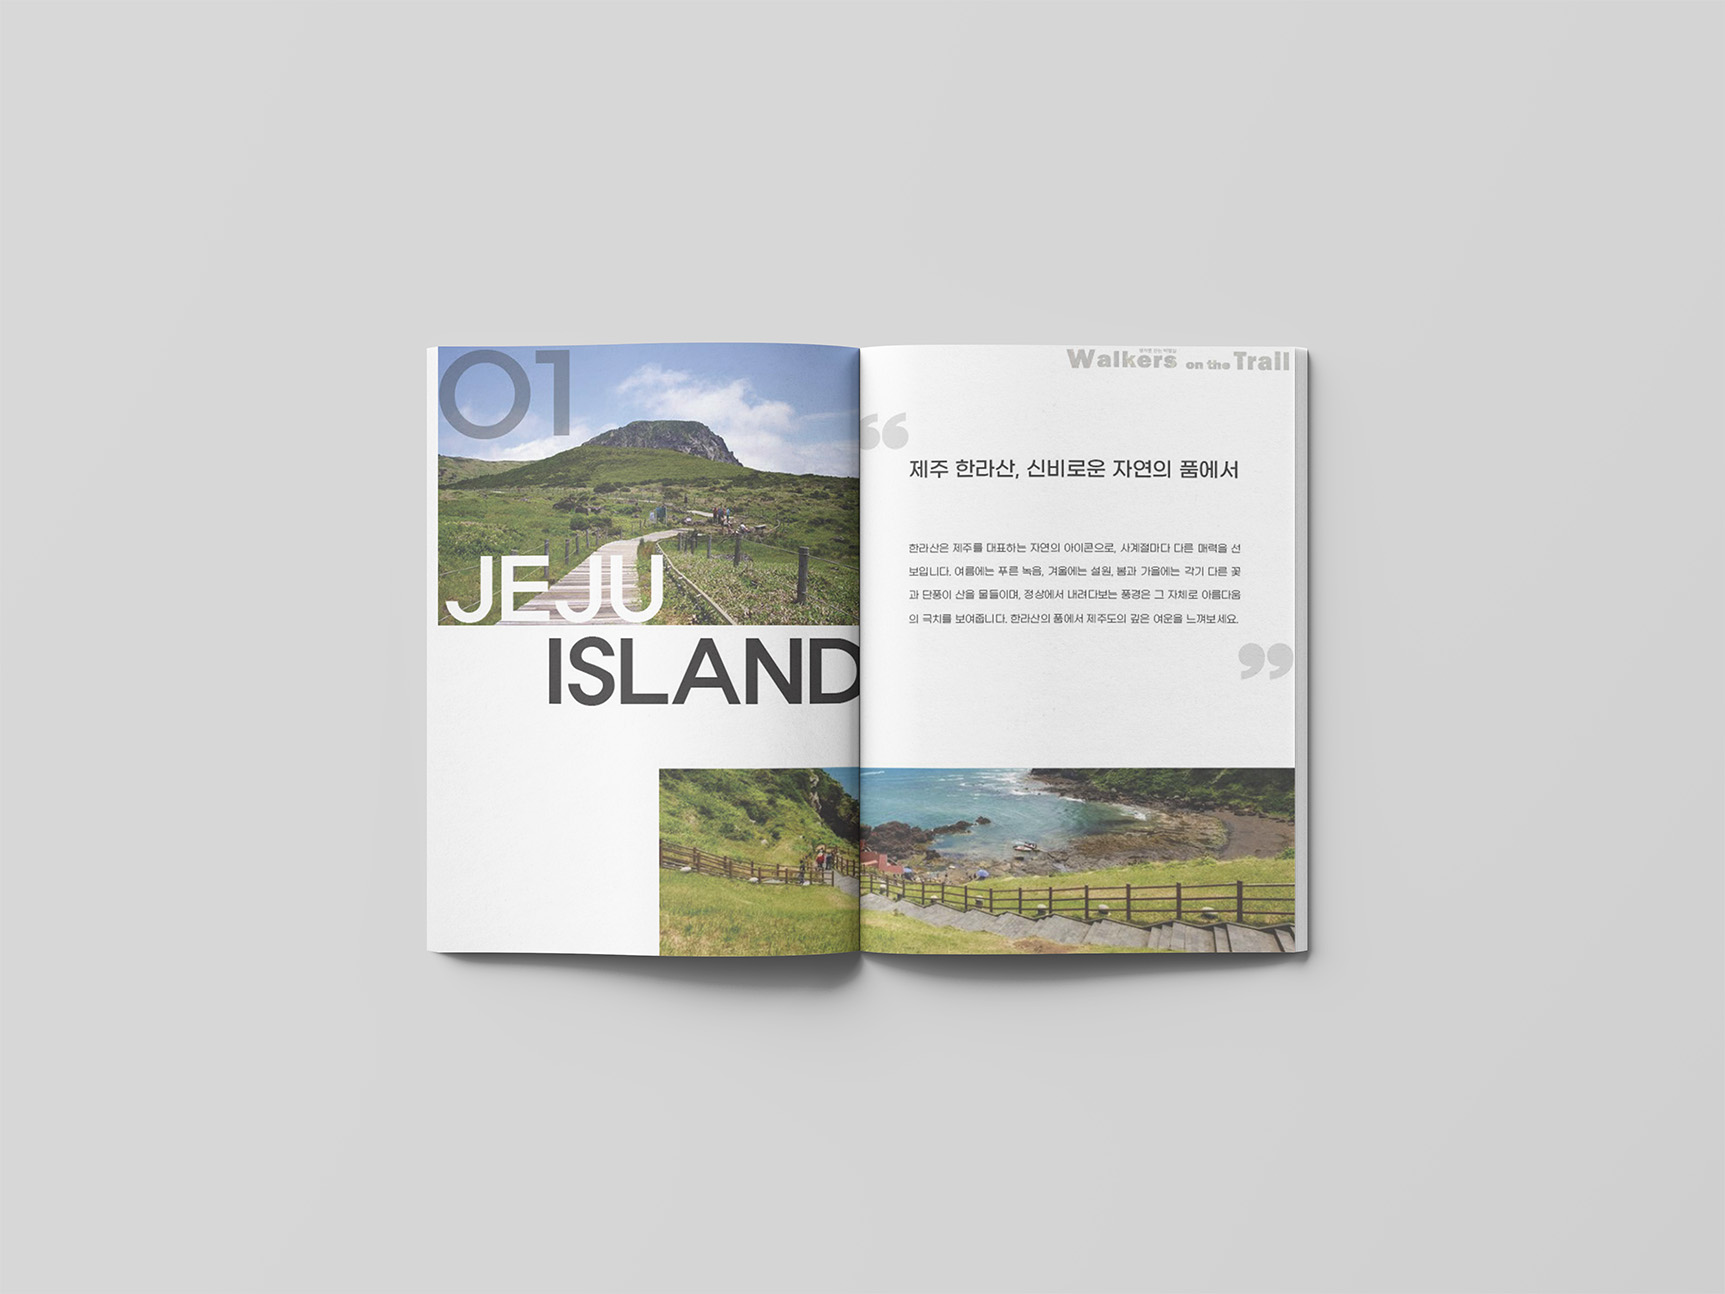 01
JEJU
ISLAND
Walkers on the Trail
“
제주 한라산, 신비로운 자연의 품에서
한라산은 제주를 대표하는 자연의 아이콘으로, 사계절마다 다른 매력을 선
보입니다. 여름에는 푸른 녹음, 겨울에는 설원, 봄과 가을에는 각기 다른 꽃
과 단풍이 산을 물들이며, 정상에서 내려다보는 풍경은 그 자체로 아름다움
의 극치를 보여줍니다. 한라산의 품에서 제주도의 깊은 여운을 느껴보세요.
”